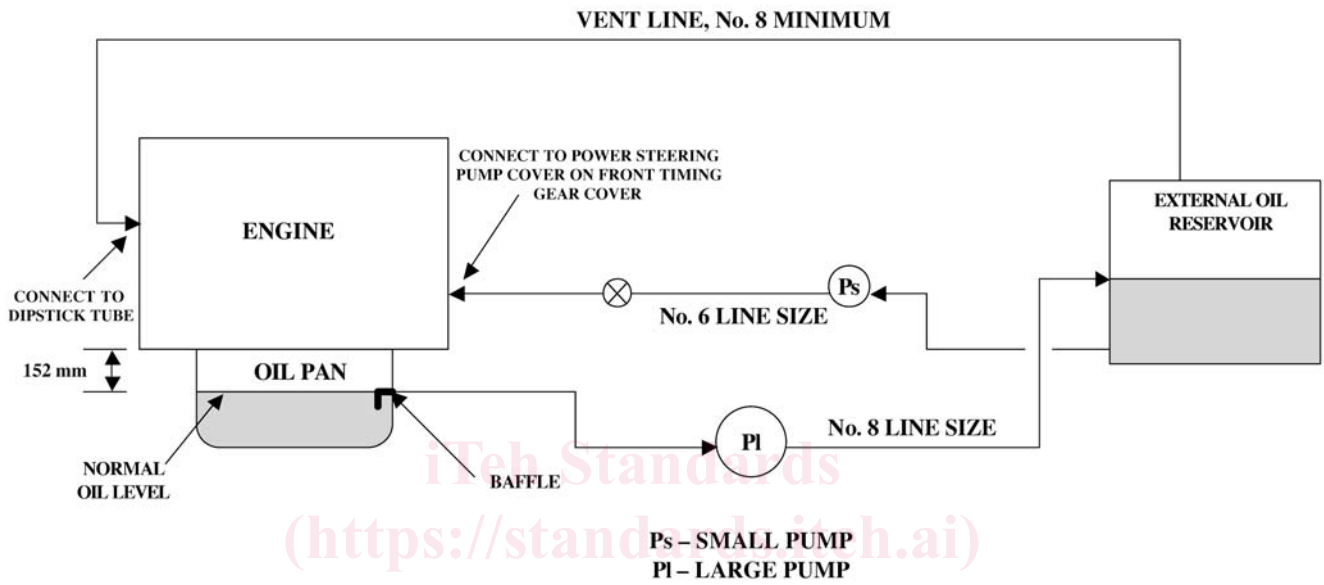 VENT LINE, No. 8 MINIMUM
CONNECT TO POWER STEERING
PUMP COVER ON FRONT TIMING
GEAR COVER
EXTERNAL OIL
RESERVOIR
ENGINE
CONNECT TO
DIPSTICK TUBE
Ps
No. 6 LINE SIZE
152 mm
OIL PAN
Pl
No. 8 LINE SIZE
NORMAL
OIL LEVEL
BAFFLE
iTeh Standards
(https://standards.iteh.ai)
Ps – SMALL PUMP
Pl – LARGE PUMP